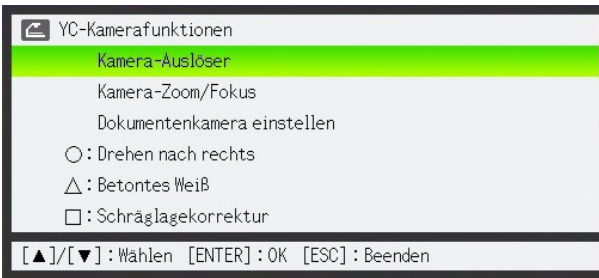 YC-Kamerafunktionen
Kamera-Auslöser
Kamera-Zoom/Fokus
Dokumentenkamera einstellen
○：Drehen nach rechts
△：Betontes Weiß
□：Schräglagekorrektur
[▲]/[▼]：Wählen [ENTER]：OK [ESC]：Beenden